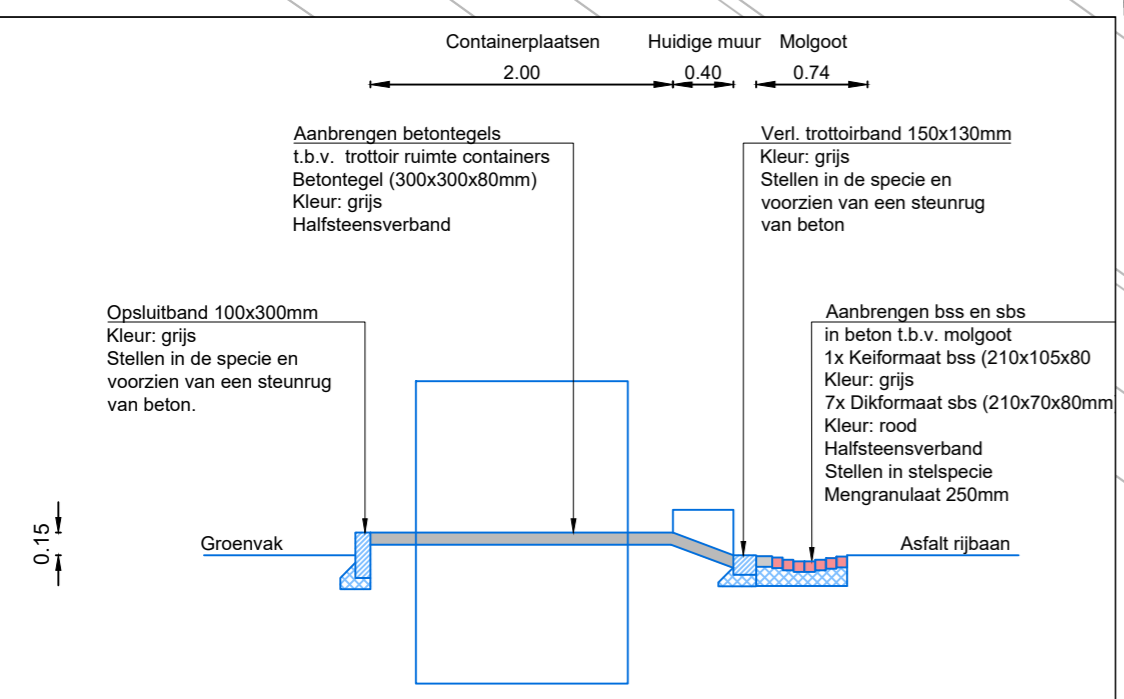 Containerplaatsen
Huidige muur
Molgoot
2.00
0.40
0.74
Aanbrengen betontegels
t.b.v. trottoir ruimte containers
Betontegel (300x300x80mm)
Kleur: grijs
Halfsteensverband
Verl. trottoirband 150x130mm
Kleur: grijs
Stellen in de specie en
voorzien van een steunrug
van beton
Opsluitband 100x300mm
Kleur: grijs
Stellen in de specie en
voorzien van een steunrug
van beton.
Aanbrengen bss en sbs
in beton t.b.v. molgoot
1x Keiformaat bss (210x105x80
Kleur: grijs
7x Dikformaat sbs (210x70x80mm
Kleur: rood
Halfsteensverband
Stellen in stelspecie
Mengranulaat 250mm
0.15
Groenvak
Asfalt rijbaan